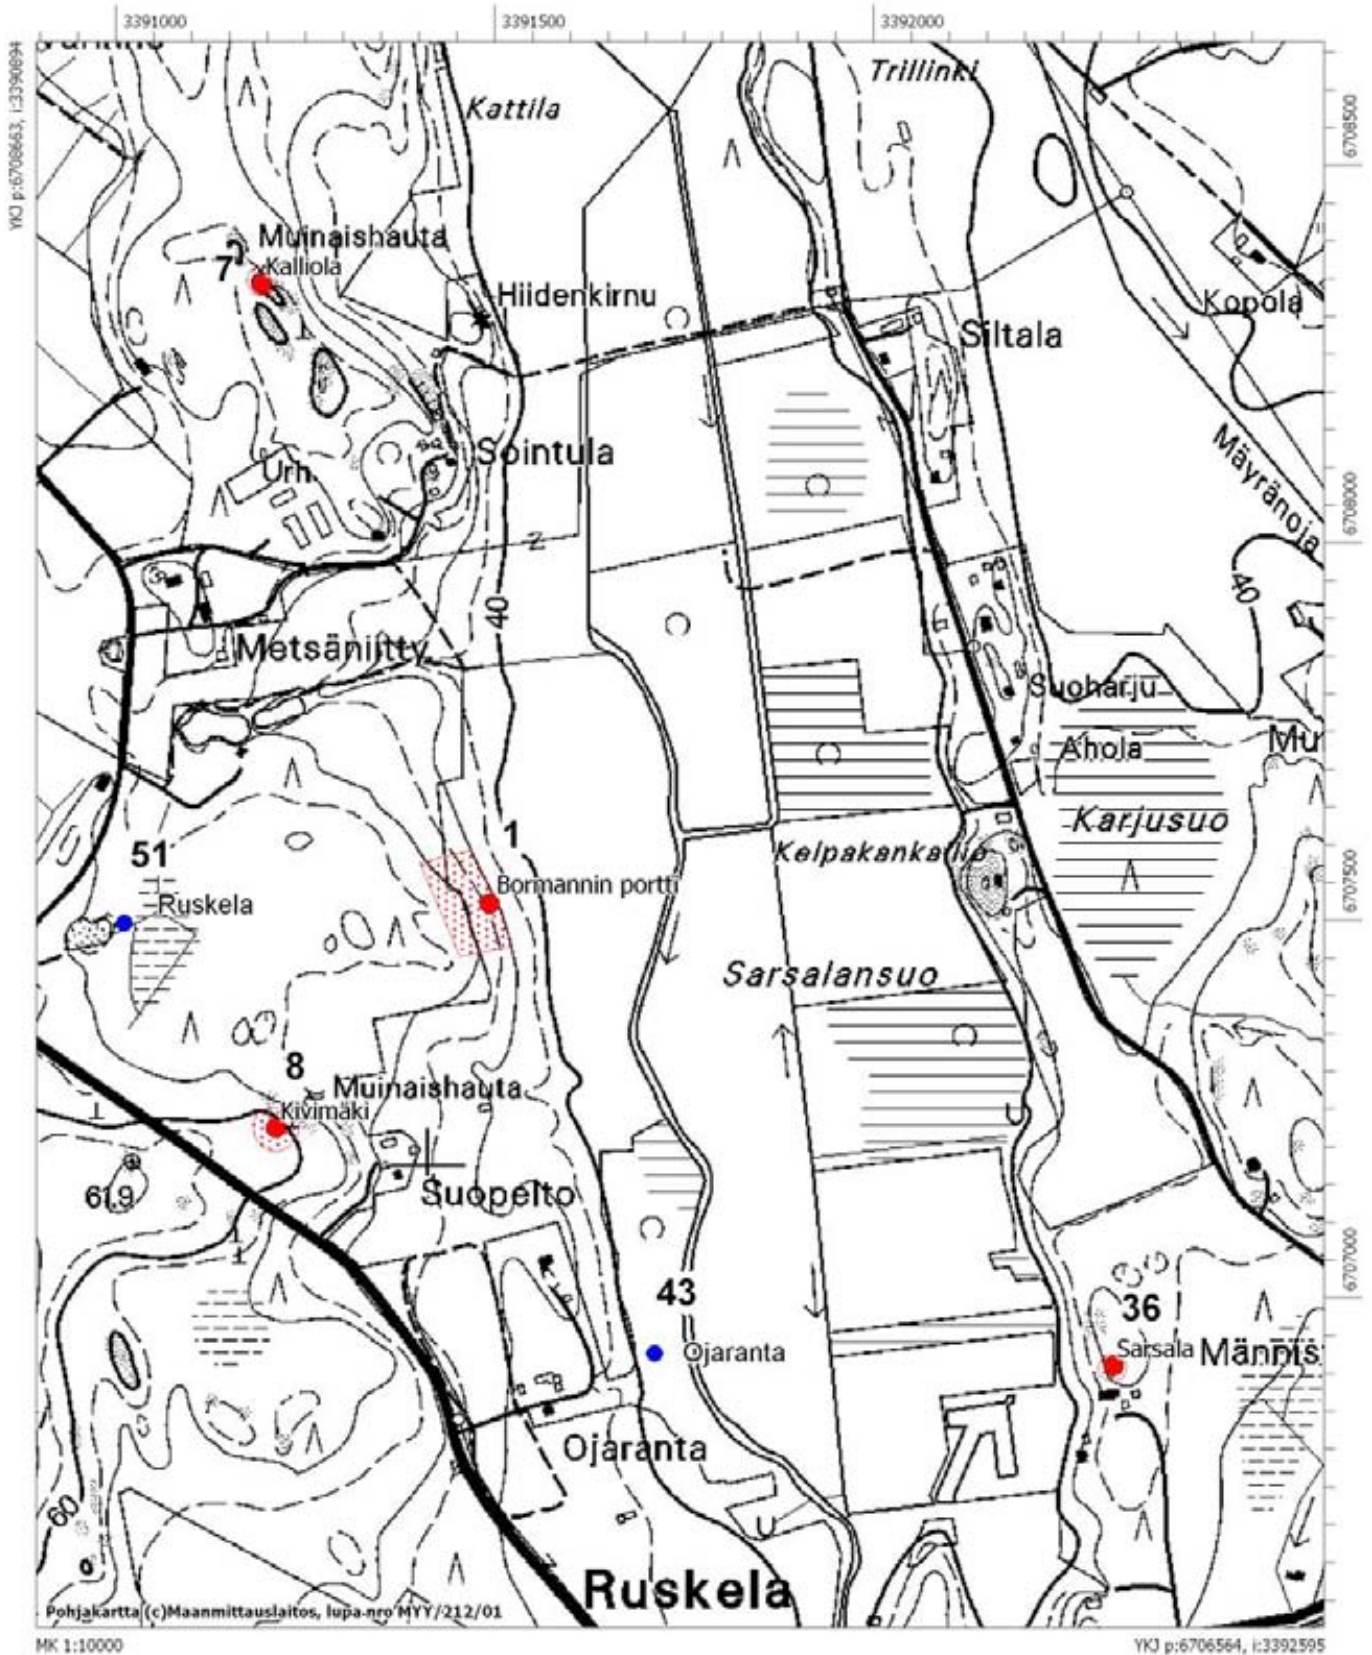 3391000
3391500
3392000
YKJ p:6708663, i:3390894
6708500
Trillinki
Kattila
Muinaishauta
7
Kalliola
Hiidenkirnu
Kopola
Siltala
Sointula
Urh.
Mäyränoja
6708000
40
40
Metsäniitty
Suoharju
Ahola
Mu
Karjusuo
1
51
Kelpakankallio
6707500
Bormannin portti
Ruskela
Sarsalansuo
8
Muinaishauta
Kivimäki
61.9
Suopelto
6707000
43
36
Ojaranta
Sarsala
Männis
Ojaranta
60
Ruskela
Pohjakartta (c)Maanmittauslaitos, lupa-nro MYY/212/01
MK 1:10000
YKJ p:6706564, i:3392595